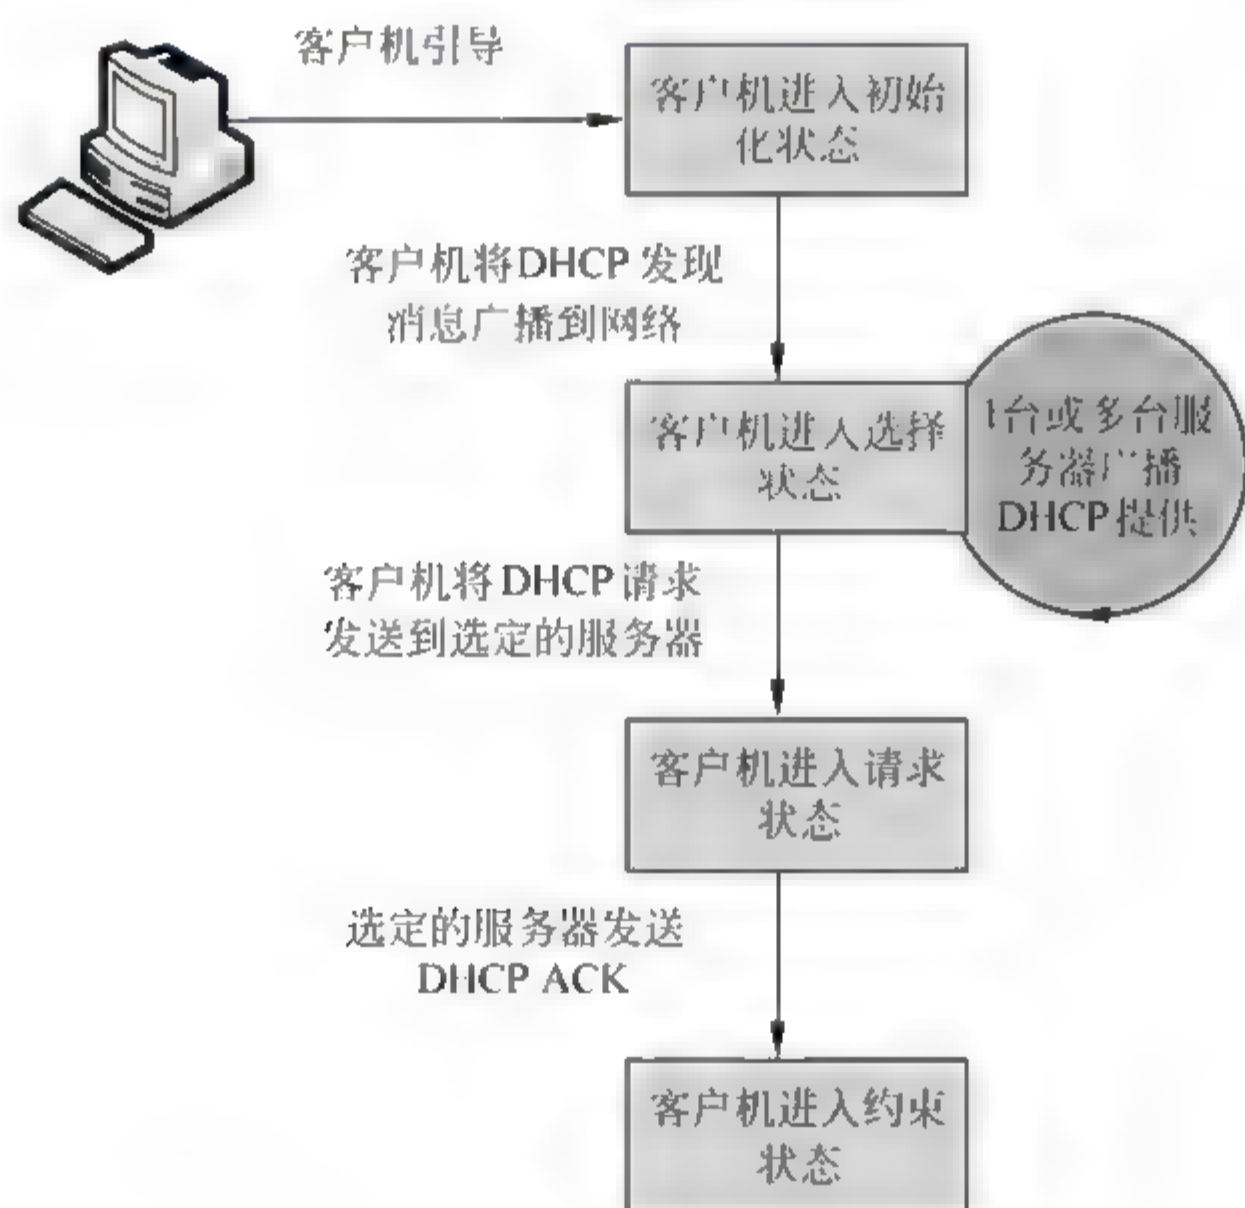 客户机引导
客户机进入初始
化状态
客户机将DHCP 发现
消息广播到网络
客户机进入选择
状态
1台或多台服
务器广播
DHCP提供
客户机将DHCP请求
发送到选定的服务器
客户机进入请求
状态
选定的服务器发送
DHCP ACK
客户机进入约束
状态